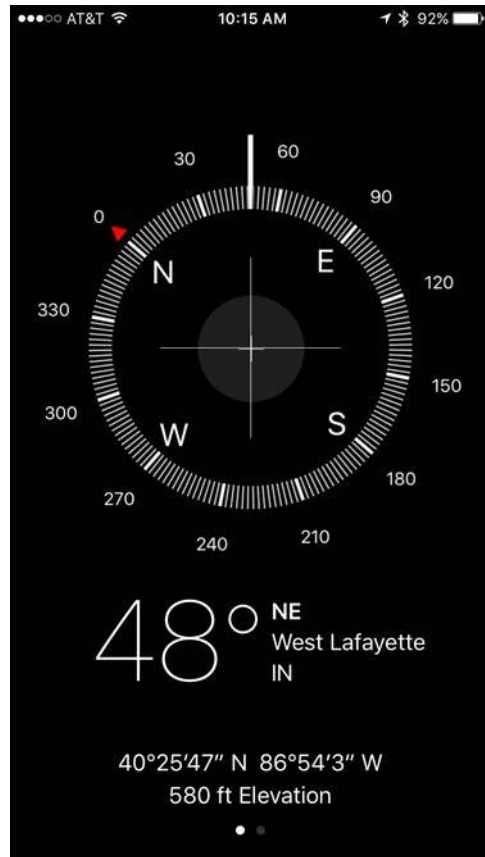 AT&T 10:15 AM 92%
30 60
0 90
N E
330 120
300 150
W S
270 180
240 210
48° NE
West Lafayette
IN
40°25′47″ N 86°54′3″ W
580 ft Elevation